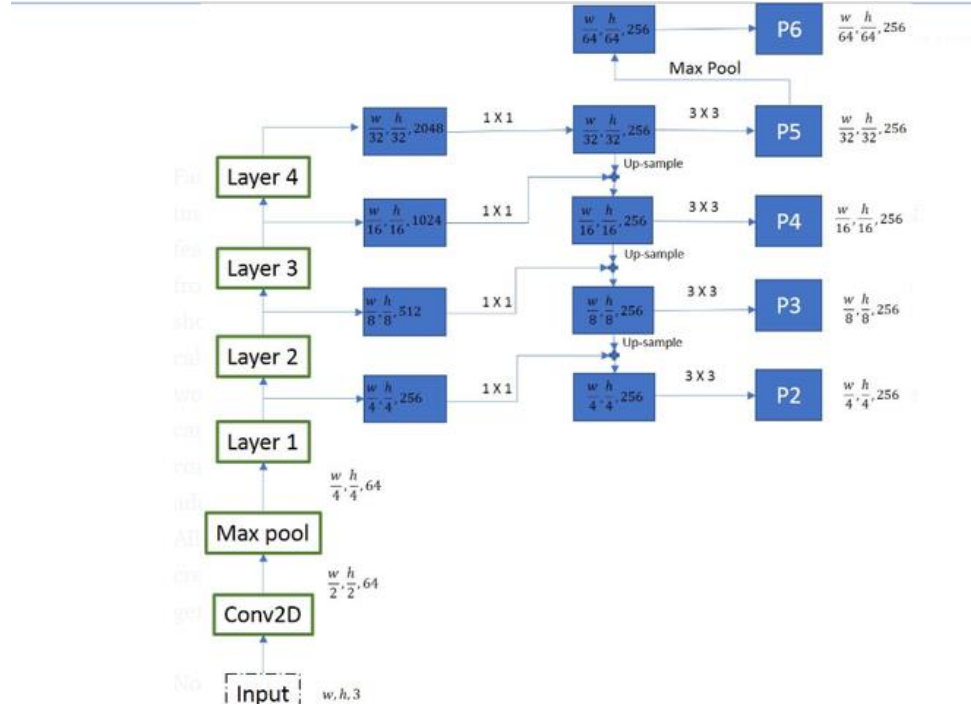 w/64, h/64, 256
P6
w/64, h/64, 256
Max Pool
w/32, h/32, 2048
1 X 1
w/32, h/32, 256
3 X 3
P5
w/32, h/32, 256
Up-sample
Layer 4
w/16, h/16, 1024
1 X 1
w/16, h/16, 256
3 X 3
P4
w/16, h/16, 256
Up-sample
Layer 3
w/8, h/8, 512
1 X 1
w/8, h/8, 256
3 X 3
P3
w/8, h/8, 256
Up-sample
Layer 2
w/4, h/4, 256
1 X 1
w/4, h/4, 256
3 X 3
P2
w/4, h/4, 256
Layer 1
w/4, h/4, 64
Max pool
w/2, h/2, 64
Conv2D
Input
w, h, 3